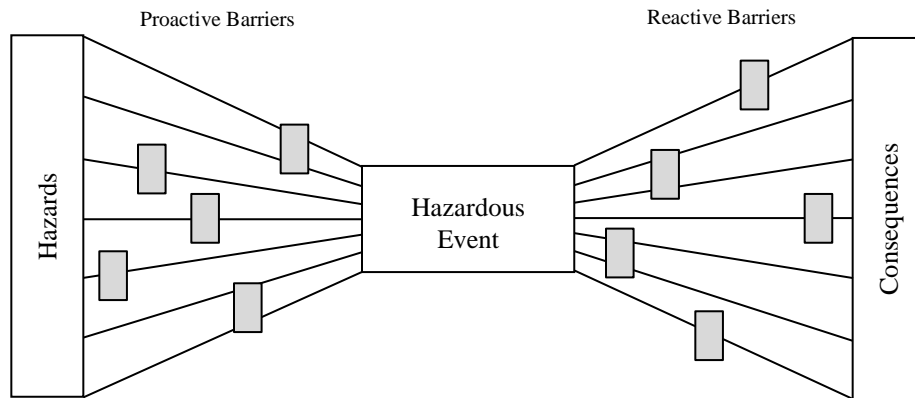 Proactive Barriers
Reactive Barriers
Hazards
Hazardous
Event
Consequences